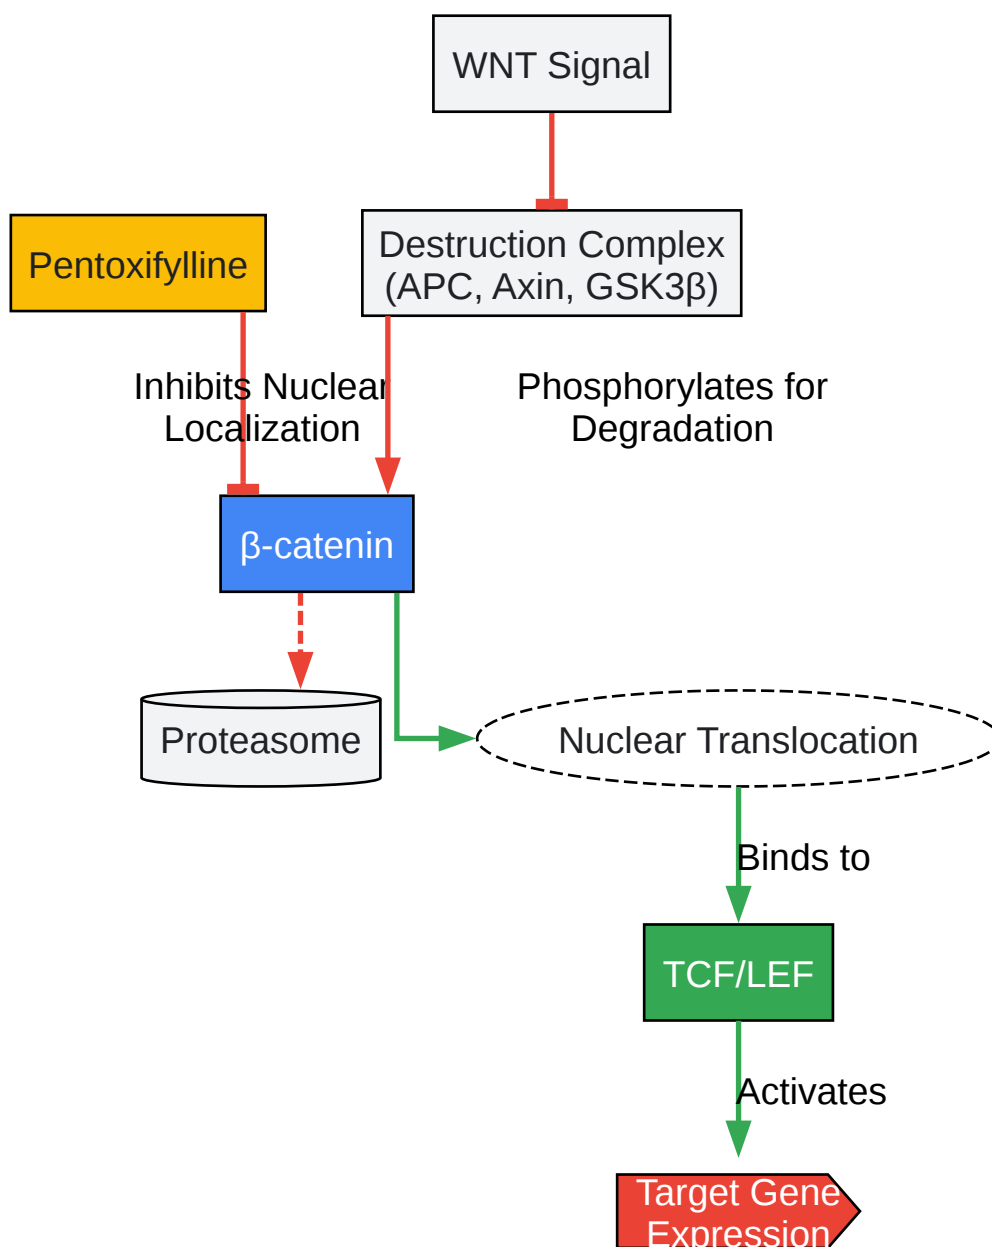 WNT Signal
Pentoxifylline
Destruction Complex
(APC, Axin, GSK3β)
Inhibits Nuclear
Localization
Phosphorylates for
Degradation
β-catenin
Proteasome
Nuclear Translocation
Binds to
TCF/LEF
Activates
Target Gene
Expression